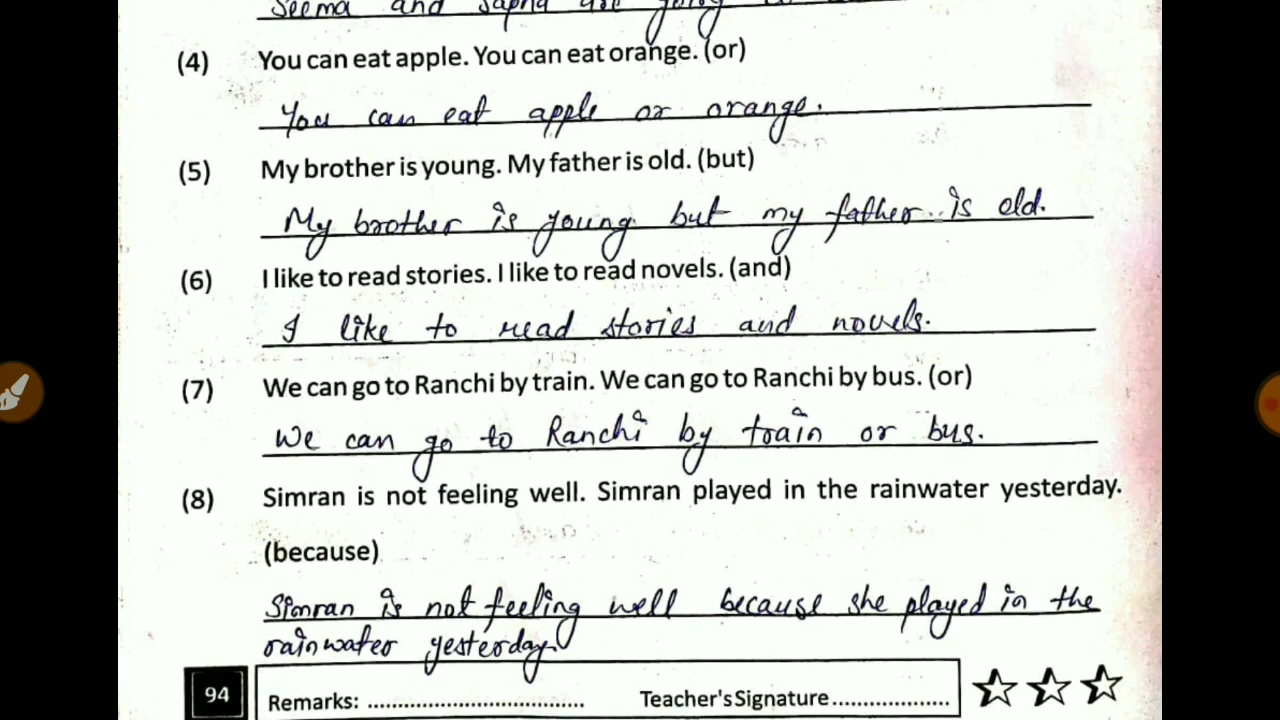 Seema and Sapna are going
(4) You can eat apple. You can eat orange. (or)
You can eat apple or orange.
(5) My brother is young. My father is old. (but)
My brother is young but my father is old.
(6) I like to read stories. I like to read novels. (and)
I like to read stories and novels.
(7) We can go to Ranchi by train. We can go to Ranchi by bus. (or)
We can go to Ranchi by train or bus.
(8) Simran is not feeling well. Simran played in the rainwater yesterday.
(because)
Simran is not feeling well because she played in the
rainwater yesterday.
94 Remarks: .................................. Teacher's Signature...................